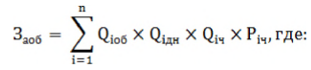 З_аоб = ∑_{i=1}^{n} Q_iоб × Q_iдн × Q_iч × P_iч, где: